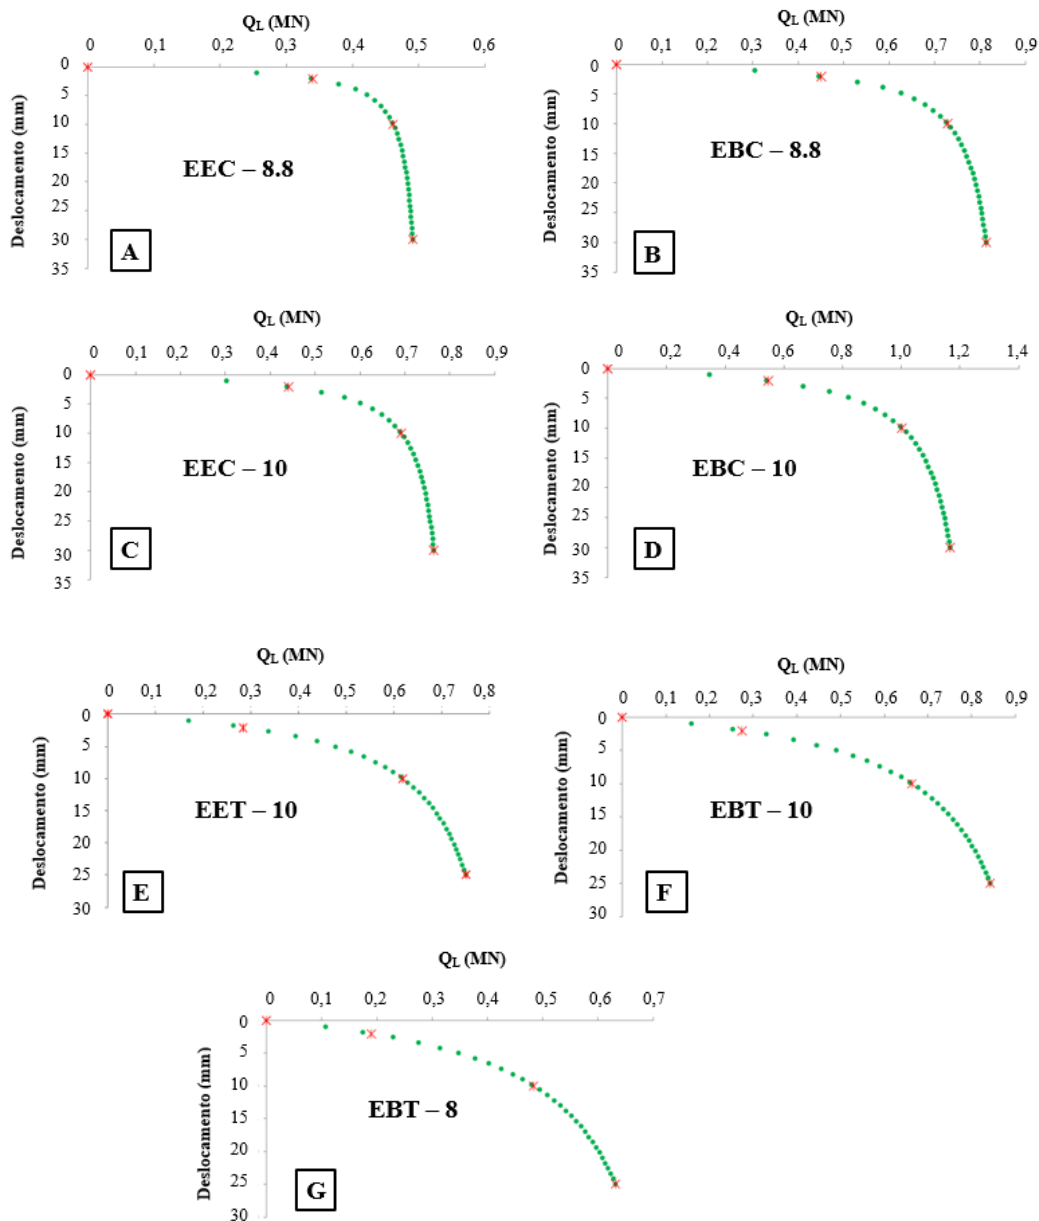 Q_L (MN)
0 0,1 0,2 0,3 0,4 0,5 0,6
Deslocamento (mm)
0
5
10
15
20
25
30
35
EEC – 8.8
A
Q_L (MN)
0 0,1 0,2 0,3 0,4 0,5 0,6 0,7 0,8 0,9
Deslocamento (mm)
0
5
10
15
20
25
30
35
EBC – 8.8
B
Q_L (MN)
0 0,1 0,2 0,3 0,4 0,5 0,6 0,7 0,8 0,9
Deslocamento (mm)
0
5
10
15
20
25
30
35
EEC – 10
C
Q_L (MN)
0 0,2 0,4 0,6 0,8 1,0 1,2 1,4
Deslocamento (mm)
0
5
10
15
20
25
30
35
EBC – 10
D
Q_L (MN)
0 0,1 0,2 0,3 0,4 0,5 0,6 0,7 0,8
Deslocamento (mm)
0
5
10
15
20
25
30
EET – 10
E
Q_L (MN)
0 0,1 0,2 0,3 0,4 0,5 0,6 0,7 0,8 0,9
Deslocamento (mm)
0
5
10
15
20
25
30
EBT – 10
F
Q_L (MN)
0 0,1 0,2 0,3 0,4 0,5 0,6 0,7
Deslocamento (mm)
0
5
10
15
20
25
30
EBT – 8
G